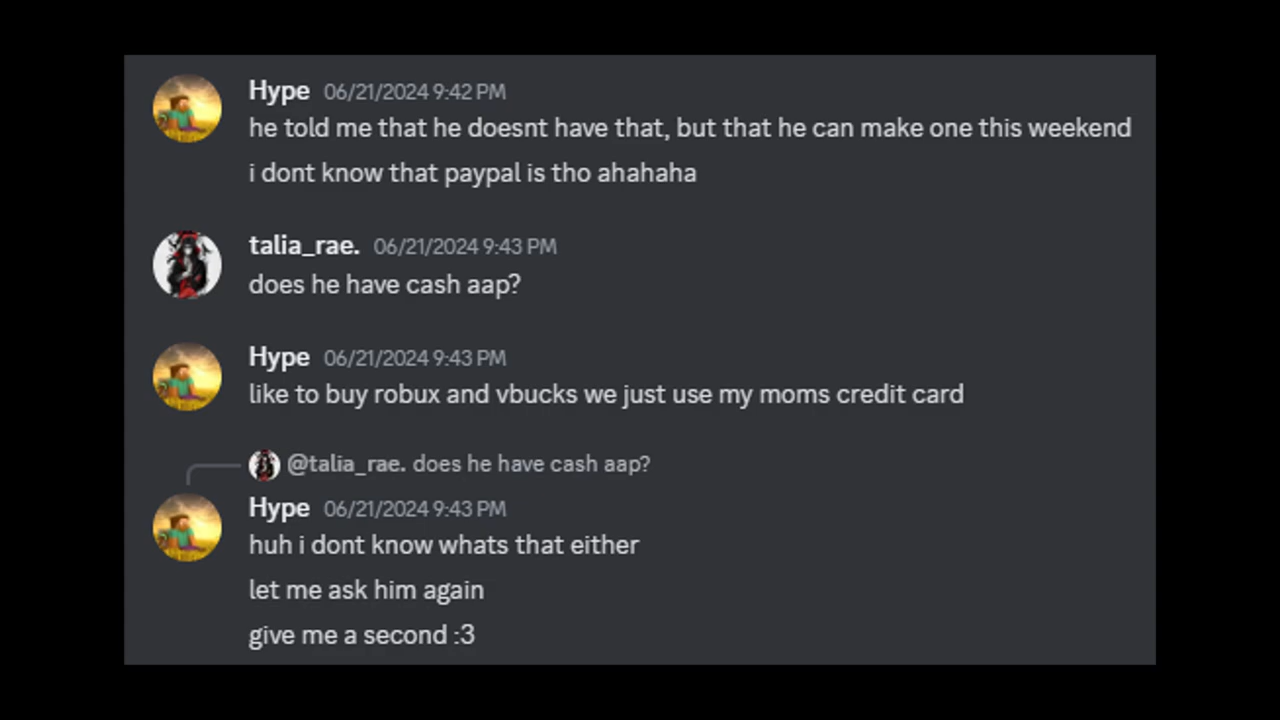 Hype 06/21/2024 9:42 PM
he told me that he doesnt have that, but that he can make one this weekend
i dont know that paypal is tho ahahaha
talia_rae. 06/21/2024 9:43 PM
does he have cash aap?
Hype 06/21/2024 9:43 PM
like to buy robux and vbucks we just use my moms credit card
@talia_rae. does he have cash aap?
Hype 06/21/2024 9:43 PM
huh i dont know whats that either
let me ask him again
give me a second :3